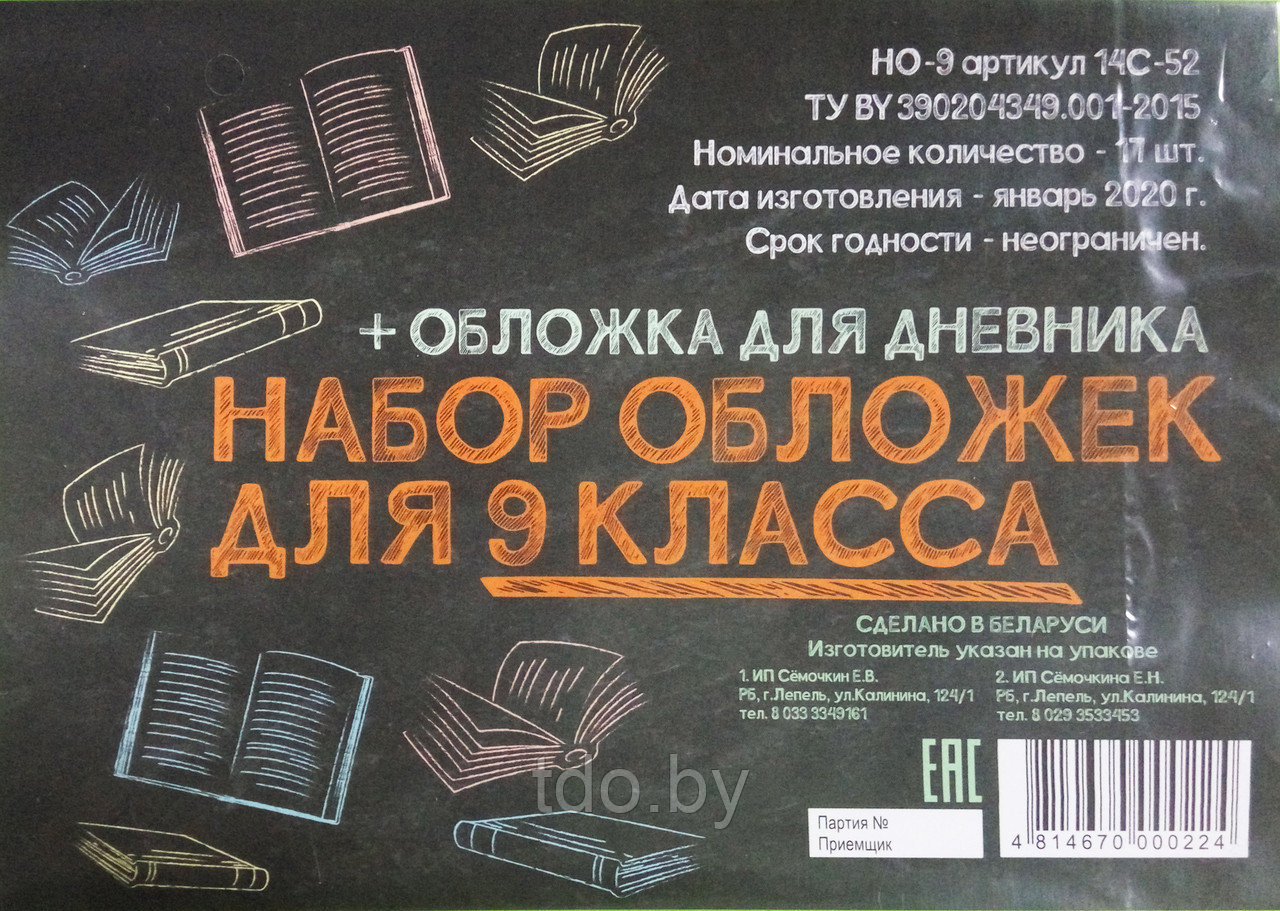 НО-9 артикул 14С-52
ТУ BY 390204349.001-2015
Номинальное количество - 17 шт.
Дата изготовления - январь 2020 г.
Срок годности - неограничен.
+ ОБЛОЖКА ДЛЯ ДНЕВНИКА
НАБОР ОБЛОЖЕК
ДЛЯ 9 КЛАССА
СДЕЛАНО В БЕЛАРУСИ
Изготовитель указан на упакове
1. ИП Сёмочкин Е.В.
РБ, г.Лепель, ул.Калинина, 124/1
тел. 8 033 3349161
2. ИП Сёмочкина Е.Н.
РБ, г.Лепель, ул.Калинина, 124/1
тел. 8 029 3533453
tdo.by
EAC
Партия №
Приемщик
4 814670 000224